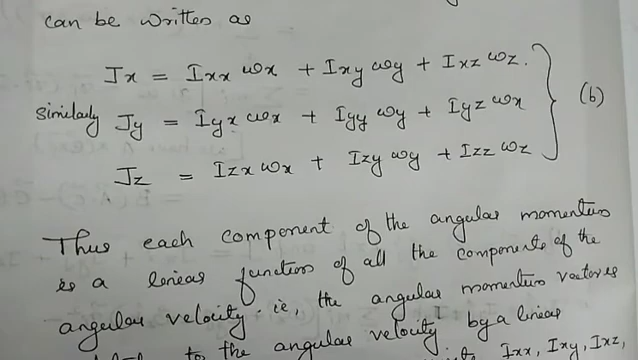 can be written as
Jx = Ixx ωx + Ixy ωy + Ixz ωz.
similarly Jy = Iyx ωx + Iyy ωy + Iyz ωx (6)
Jz = Izx ωx + Izy ωy + Izz ωz
Thus each component of the angular momentum
is a linear function of all the components of the
angular velocity. ie, the angular momentum vector is
to the angular velocity by a linear
Ixx, Ixy, Ixz,